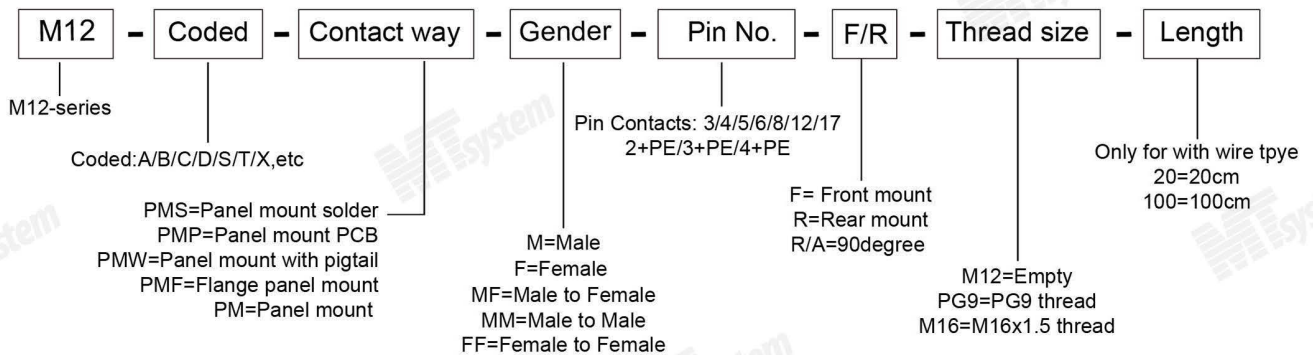 M12 - Coded - Contact way - Gender - Pin No. - F/R - Thread size - Length
M12-series
Coded:A/B/C/D/S/T/X,etc
PMS=Panel mount solder
PMP=Panel mount PCB
PMW=Panel mount with pigtail
PMF=Flange panel mount
PM=Panel mount
M=Male
F=Female
MF=Male to Female
MM=Male to Male
FF=Female to Female
Pin Contacts: 3/4/5/6/8/12/17
2+PE/3+PE/4+PE
F= Front mount
R=Rear mount
R/A=90degree
M12=Empty
PG9=PG9 thread
M16=M16x1.5 thread
Only for with wire tpye
20=20cm
100=100cm
MTsystem